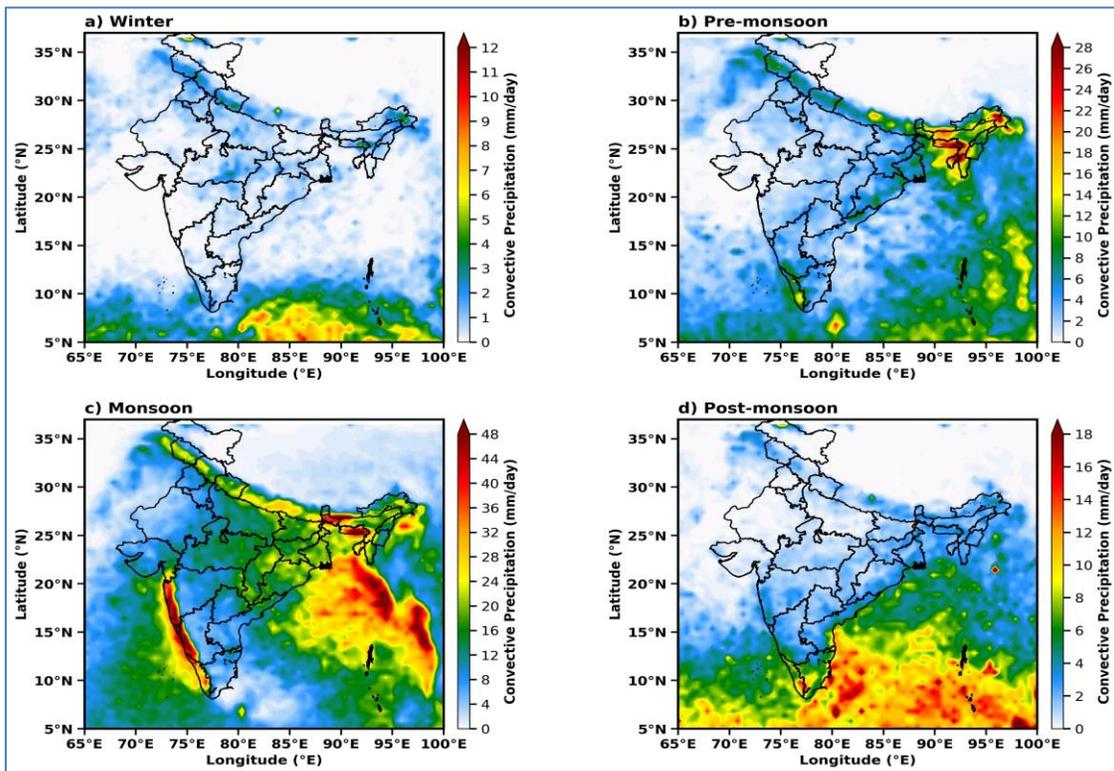 a) Winter
35°N
30°N
25°N
20°N
15°N
10°N
5°N
Latitude (°N)
65°E 70°E 75°E 80°E 85°E 90°E 95°E 100°E
Longitude (°E)
12
11
10
9
8
7
6
5
4
3
2
1
0
Convective Precipitation (mm/day)
b) Pre-monsoon
35°N
30°N
25°N
20°N
15°N
10°N
5°N
Latitude (°N)
65°E 70°E 75°E 80°E 85°E 90°E 95°E 100°E
Longitude (°E)
28
26
24
22
20
18
16
14
12
10
8
6
4
2
0
Convective Precipitation (mm/day)
c) Monsoon
35°N
30°N
25°N
20°N
15°N
10°N
5°N
Latitude (°N)
65°E 70°E 75°E 80°E 85°E 90°E 95°E 100°E
Longitude (°E)
48
44
40
36
32
28
24
20
16
12
8
4
0
Convective Precipitation (mm/day)
d) Post-monsoon
35°N
30°N
25°N
20°N
15°N
10°N
5°N
Latitude (°N)
65°E 70°E 75°E 80°E 85°E 90°E 95°E 100°E
Longitude (°E)
18
16
14
12
10
8
6
4
2
0
Convective Precipitation (mm/day)